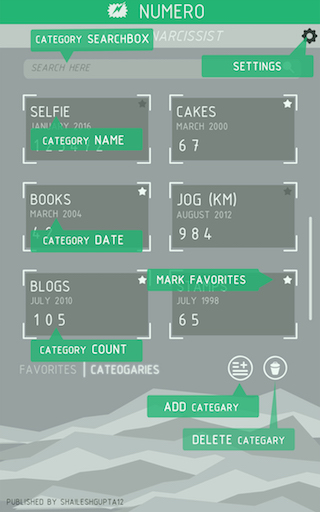 NUMERO
CATEGORY SEARCHBOX
NARCISSIST
SEARCH HERE
SETTINGS
SELFIE
JANUARY 2016
CATEGORY NAME
CAKES
MARCH 2000
67
BOOKS
MARCH 2004
CATEGORY DATE
JOG (KM)
AUGUST 2012
984
BLOGS
JULY 2010
105
MARK FAVORITES
STAMPS
JULY 1998
65
CATEGORY COUNT
FAVORITES | CATEOGARIES
ADD CATEGARY
DELETE CATEGARY
PUBLISHED BY SHAILESHGUPTA12